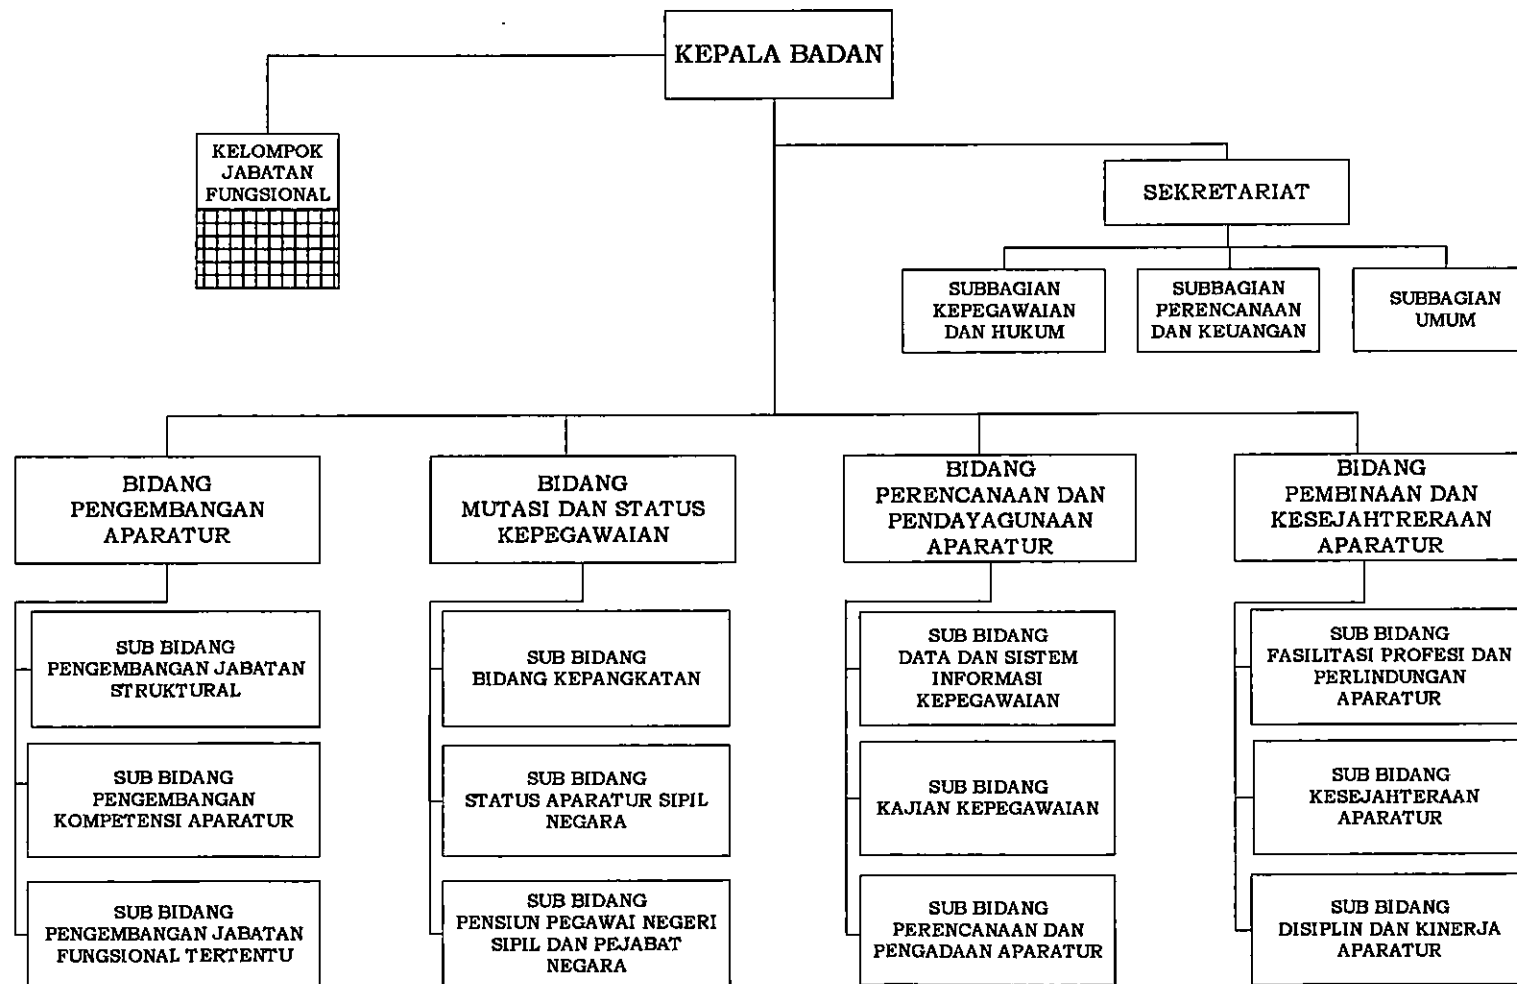 KEPALA BADAN
KELOMPOK
JABATAN
FUNGSIONAL
SEKRETARIAT
SUBBAGIAN
KEPEGAWAIAN
DAN HUKUM
SUBBAGIAN
PERENCANAAN
DAN KEUANGAN
SUBBAGIAN
UMUM
BIDANG
PENGEMBANGAN
APARATUR
BIDANG
MUTASI DAN STATUS
KEPEGAWAIAN
BIDANG
PERENCANAAN DAN
PENDAYAGUNAAN
APARATUR
BIDANG
PEMBINAAN DAN
KESEJAHTRERAAN
APARATUR
SUB BIDANG
PENGEMBANGAN JABATAN
STRUKTURAL
SUB BIDANG
PENGEMBANGAN
KOMPETENSI APARATUR
SUB BIDANG
PENGEMBANGAN JABATAN
FUNGSIONAL TERTENTU
SUB BIDANG
BIDANG KEPANGKATAN
SUB BIDANG
STATUS APARATUR SIPIL
NEGARA
SUB BIDANG
PENSIUN PEGAWAI NEGERI
SIPIL DAN PEJABAT
NEGARA
SUB BIDANG
DATA DAN SISTEM
INFORMASI
KEPEGAWAIAN
SUB BIDANG
KAJIAN KEPEGAWAIAN
SUB BIDANG
PERENCANAAN DAN
PENGADAAN APARATUR
SUB BIDANG
FASILITASI PROFESI DAN
PERLINDUNGAN
APARATUR
SUB BIDANG
KESEJAHTERAAN
APARATUR
SUB BIDANG
DISIPLIN DAN KINERJA
APARATUR